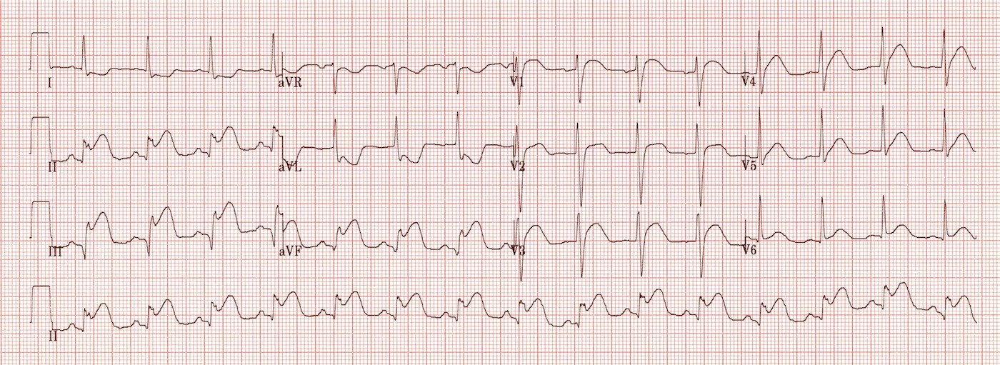 I aVR V1 V4
II aVL V2 V5
III aVF V3 V6
II